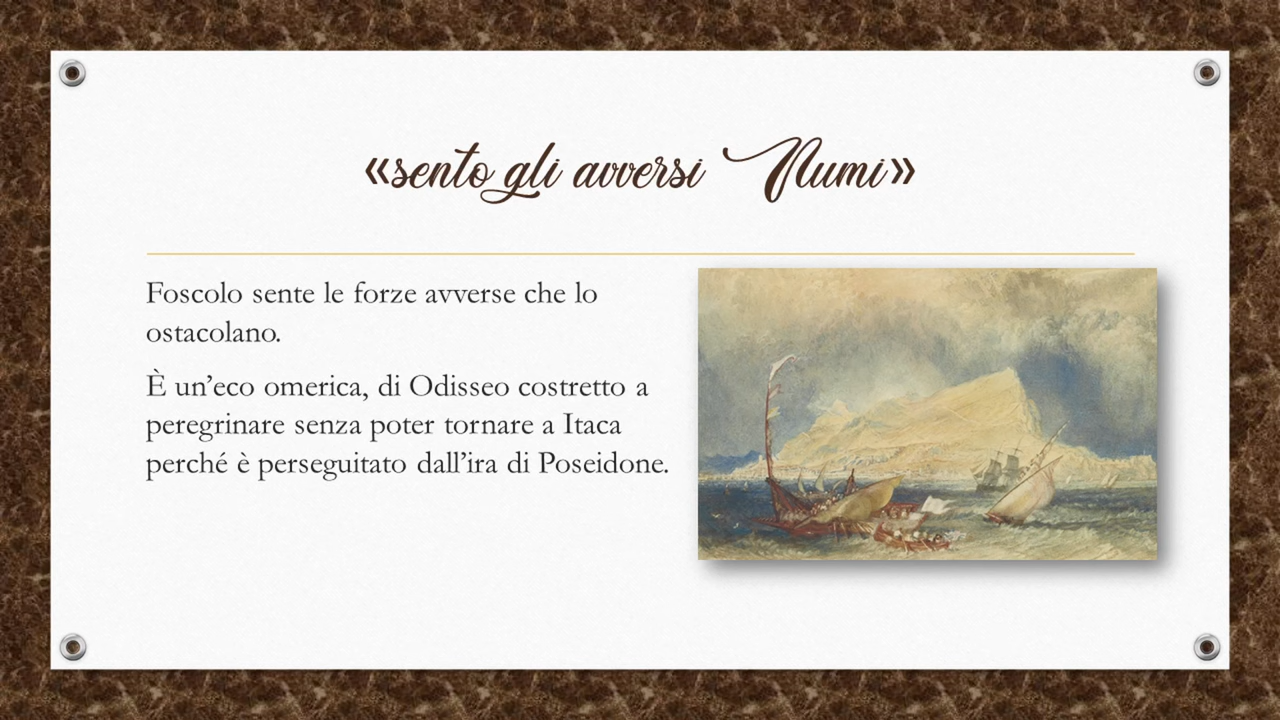 «sento gli avversi Numi»
Foscolo sente le forze avverse che lo
ostacolano.
È un’eco omerica, di Odisseo costretto a
peregrinare senza poter tornare a Itaca
perché è perseguitato dall’ira di Poseidone.